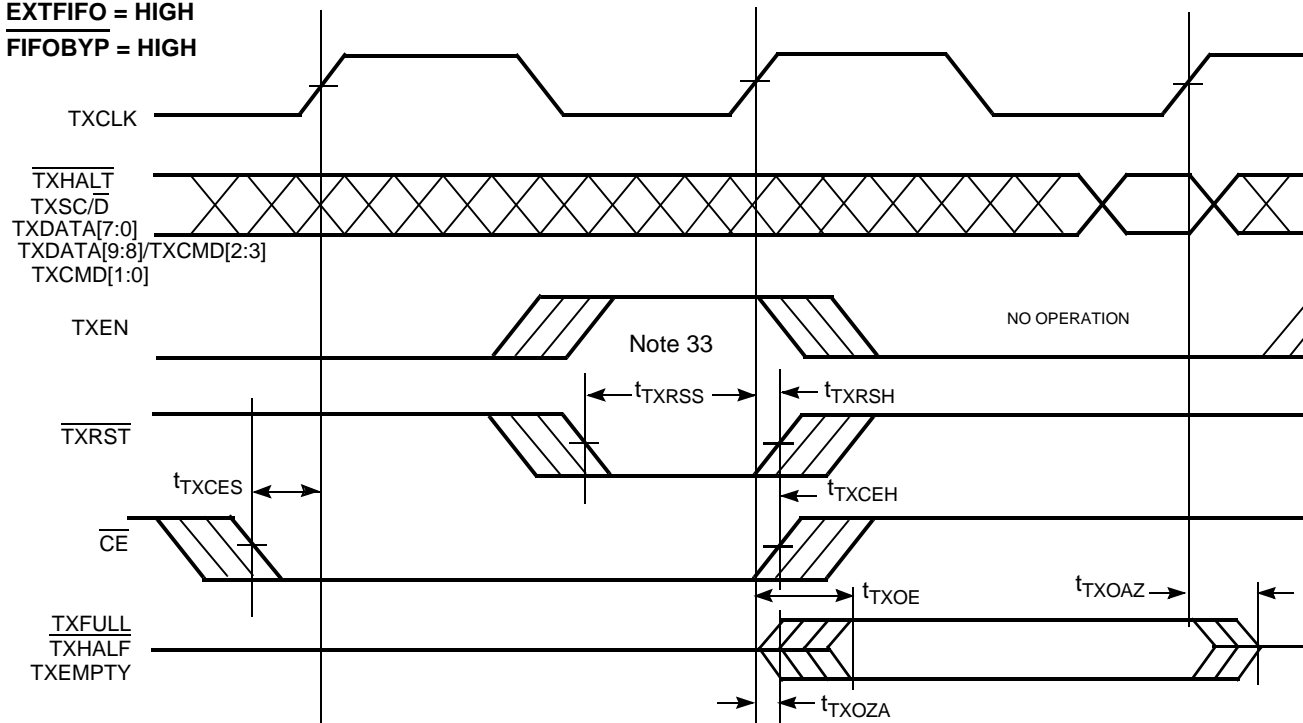 EXTFIFO = HIGH
FIFOBYP = HIGH
TXCLK
TXHALT
TXSC/D
TXDATA[7:0]
TXDATA[9:8]/TXCMD[2:3]
TXCMD[1:0]
TXEN
Note 33
NO OPERATION
tTXRSS
tTXRSH
TXRST
tTXCES
tTXCEH
CE
tTXOE
tTXOAZ
TXFULL
TXHALF
TXEMPTY
tTXOZA